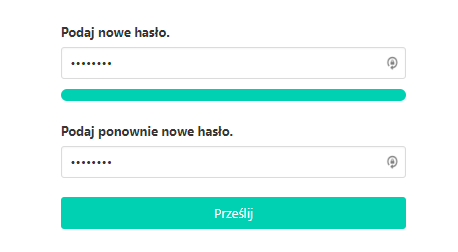 Podaj nowe hasło.
••••••••
Podaj ponownie nowe hasło.
••••••••
Prześlij